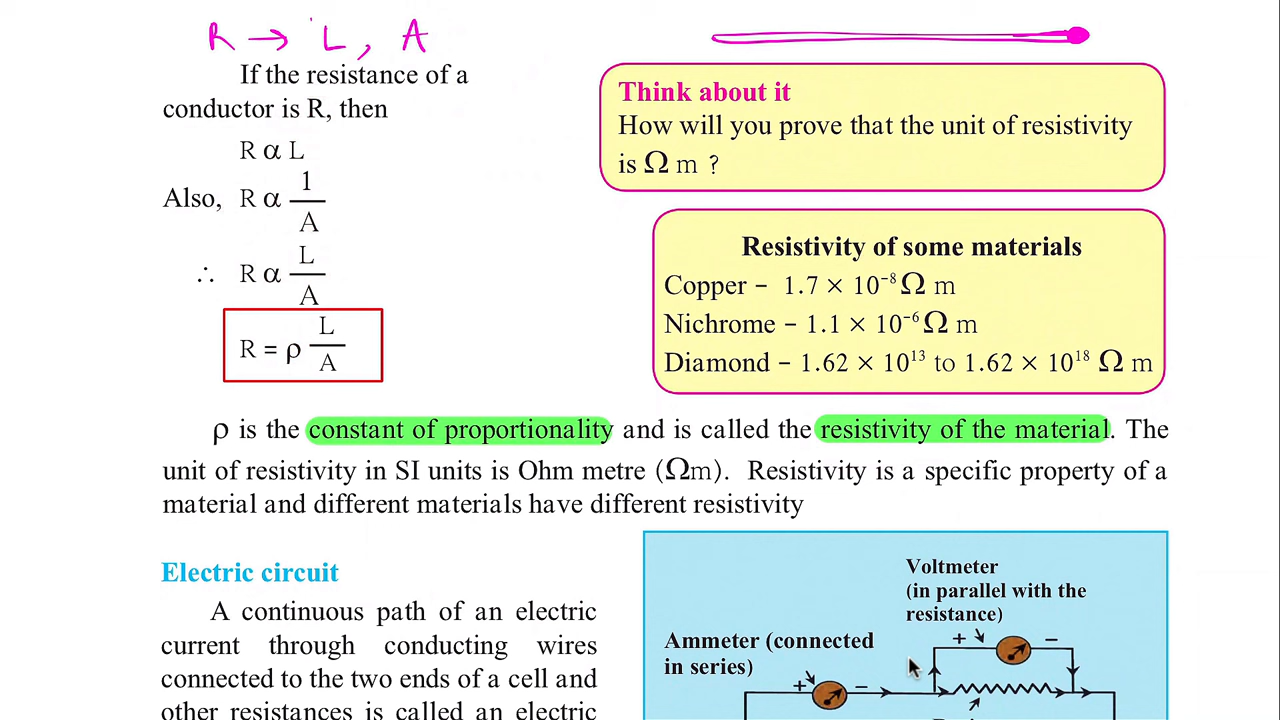 R → L, A
If the resistance of a
conductor is R, then
R α L
Also, R α 1/A
∴ R α L/A
R = ρ L/A
Think about it
How will you prove that the unit of resistivity
is Ω m ?
Resistivity of some materials
Copper – 1.7 × 10⁻⁸ Ω m
Nichrome – 1.1 × 10⁻⁶ Ω m
Diamond – 1.62 × 10¹³ to 1.62 × 10¹⁸ Ω m
ρ is the constant of proportionality and is called the resistivity of the material. The
unit of resistivity in SI units is Ohm metre (Ωm). Resistivity is a specific property of a
material and different materials have different resistivity
Electric circuit
A continuous path of an electric
current through conducting wires
connected to the two ends of a cell and
other resistances is called an electric
Voltmeter
(in parallel with the
resistance)
Ammeter (connected
in series)
+ –
+ –